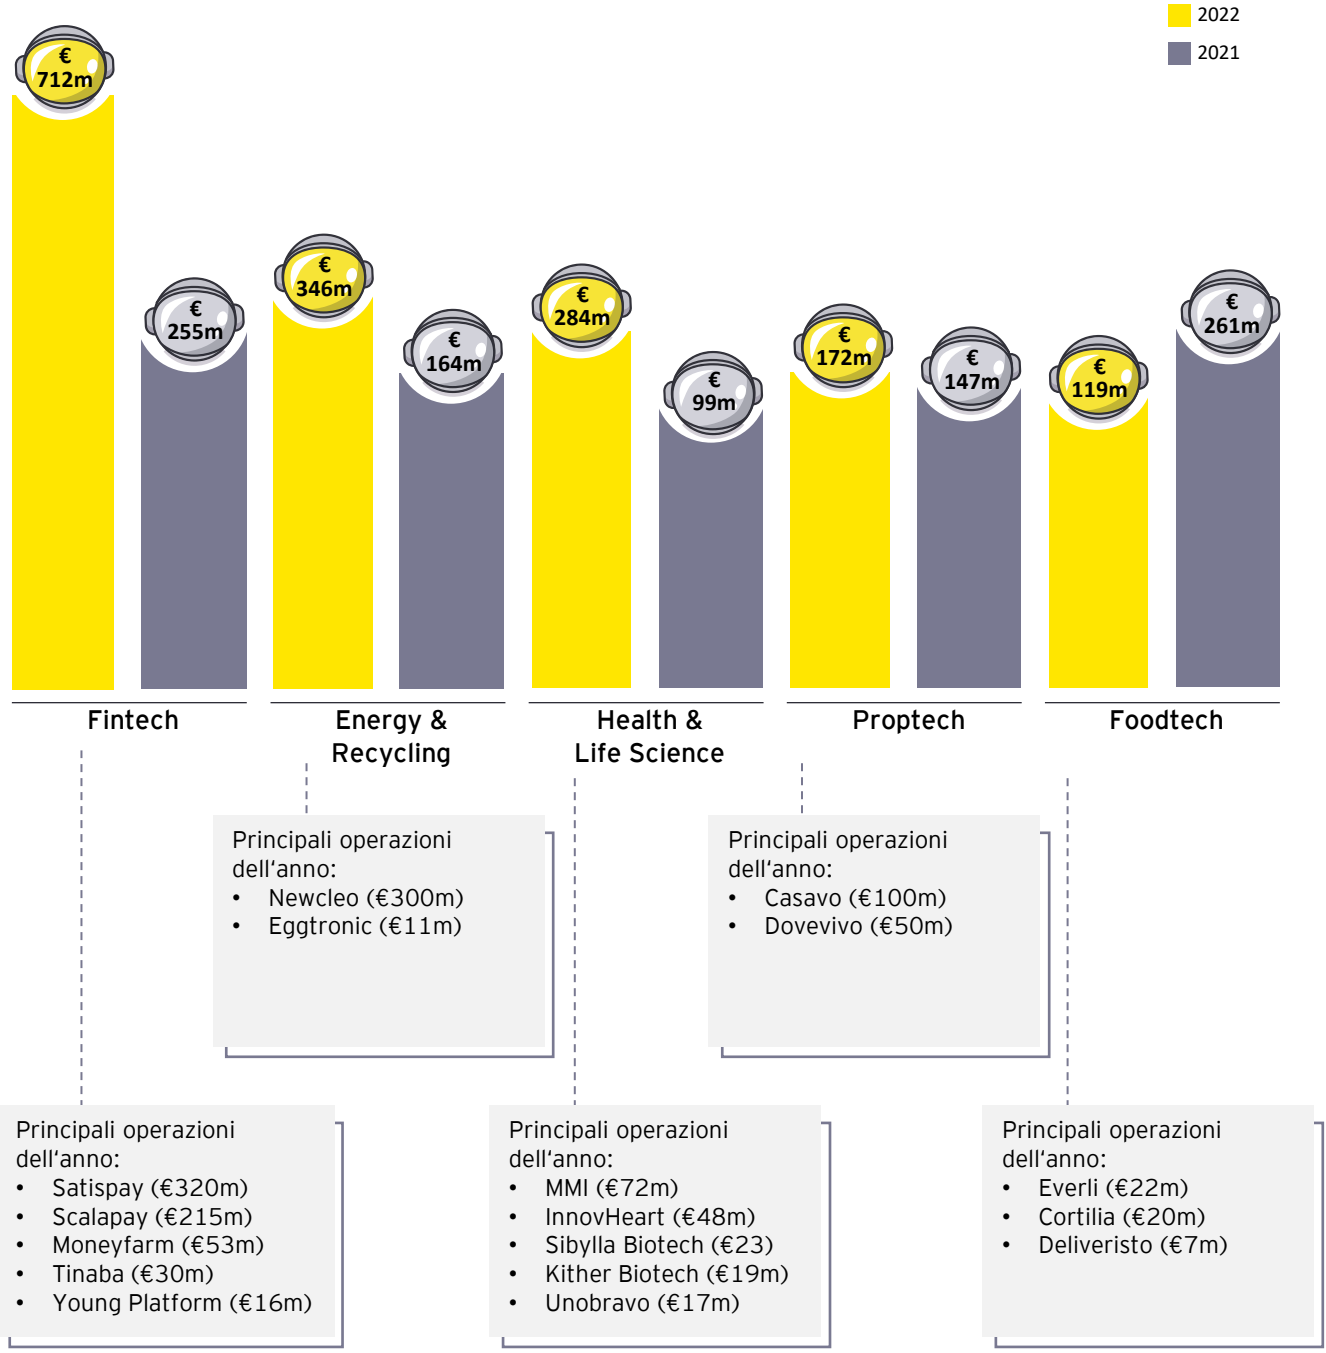 2022
2021
€
712m
€
255m
€
346m
€
164m
€
284m
€
99m
€
172m
€
147m
€
119m
€
261m
Fintech
Energy &
Recycling
Health &
Life Science
Proptech
Foodtech
Principali operazioni
dell‘anno:
• Newcleo (€300m)
• Eggtronic (€11m)
Principali operazioni
dell‘anno:
• Casavo (€100m)
• Dovevivo (€50m)
Principali operazioni
dell‘anno:
• Satispay (€320m)
• Scalapay (€215m)
• Moneyfarm (€53m)
• Tinaba (€30m)
• Young Platform (€16m)
Principali operazioni
dell‘anno:
• MMI (€72m)
• InnovHeart (€48m)
• Sibylla Biotech (€23)
• Kither Biotech (€19m)
• Unobravo (€17m)
Principali operazioni
dell‘anno:
• Everli (€22m)
• Cortilia (€20m)
• Deliveristo (€7m)